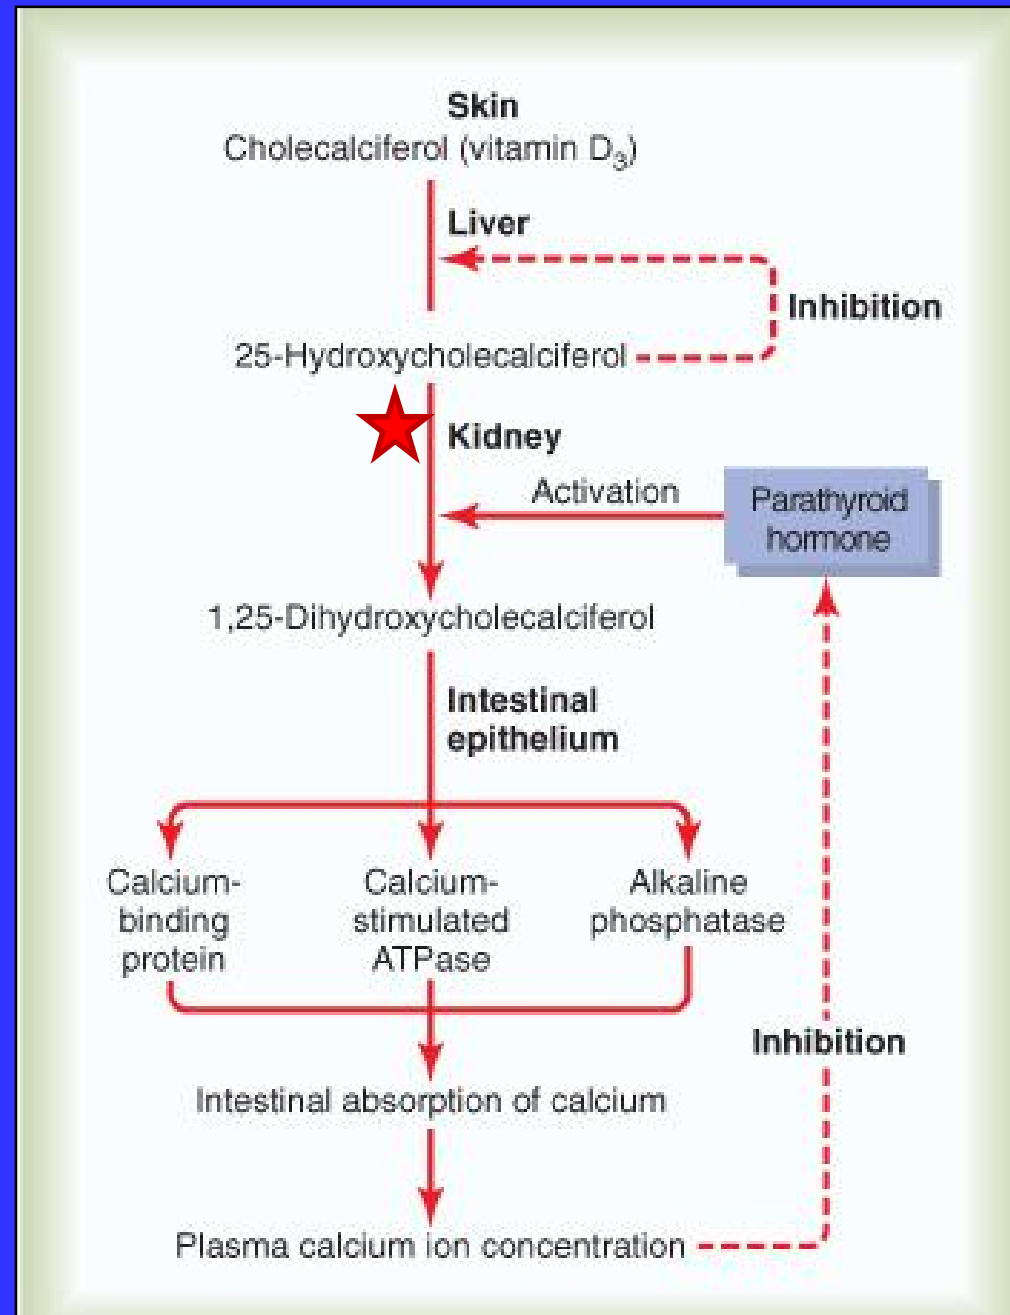 Skin
Cholecalciferol (vitamin D₃)
Liver
Inhibition
25-Hydroxycholecalciferol
Kidney
Activation
Parathyroid
hormone
1,25-Dihydroxycholecalciferol
Intestinal
epithelium
Calcium-
binding
protein
Calcium-
stimulated
ATPase
Alkaline
phosphatase
Inhibition
Intestinal absorption of calcium
Plasma calcium ion concentration